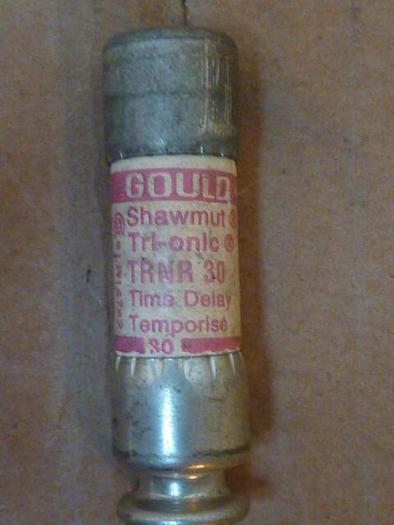 GOULD
Shawmut ®
Tri-onic ®
TRNR 30
Time Delay
Temporisé
30